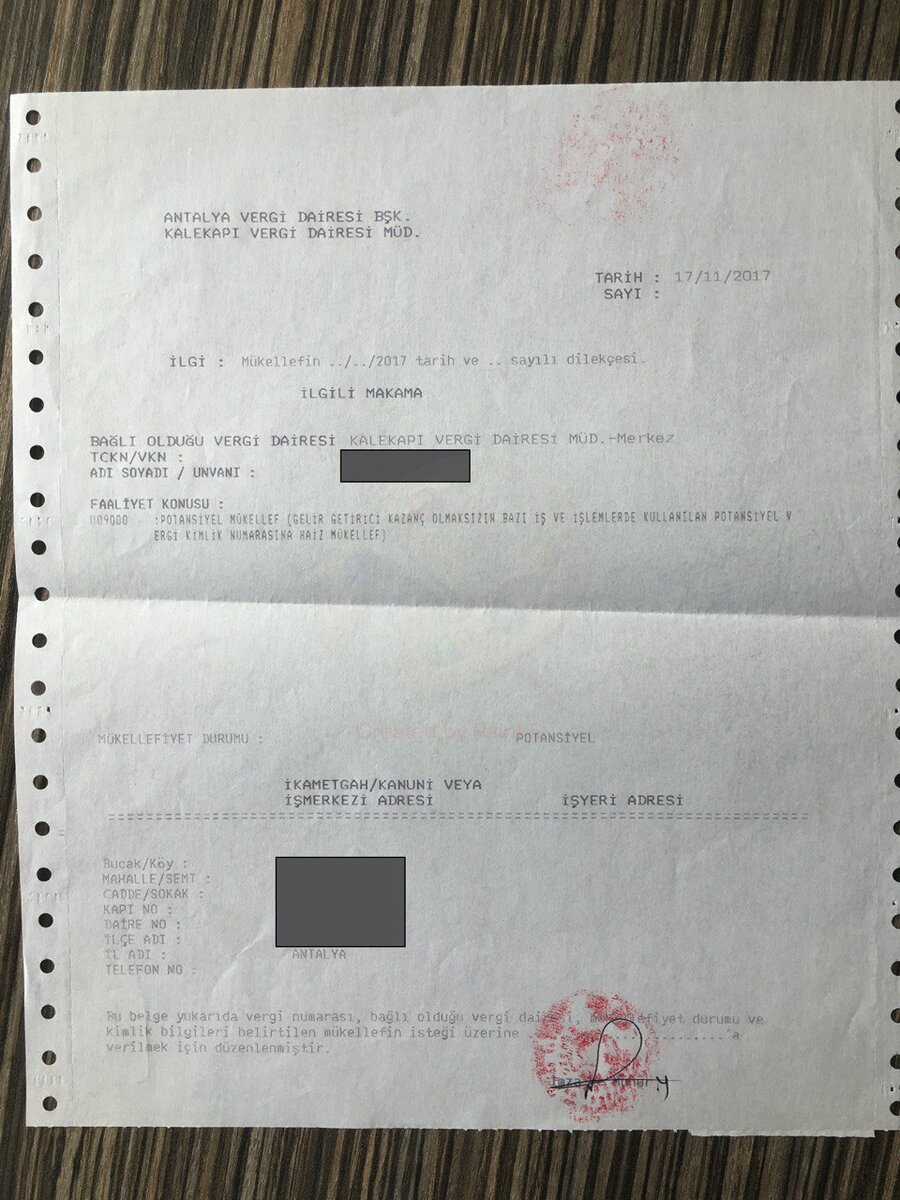 ANTALYA VERGİ DAİRESİ BŞK.
KALEKAPI VERGİ DAİRESİ MÜD.
TARİH : 17/11/2017
SAYI :
İLGİ : Mükellefin ../../2017 tarih ve .. sayılı dilekçesi.
İLGİLİ MAKAMA
BAĞLI OLDUĞU VERGİ DAİRESİ KALEKAPI VERGİ DAİRESİ MÜD.-Merkez
TCKN/VKN :
ADI SOYADI / UNVANI :
FAALİYET KONUSU :
009000 :POTANSİYEL MÜKELLEF (GELİR GETİRİCİ KAZANÇ OLMAKSIZIN BAZI İŞ VE İŞLEMLERDE KULLANILAN POTANSİYEL V
ERGİ KİMLİK NUMARASINA HAİZ MÜKELLEF)
MÜKELLEFİYET DURUMU : POTANSİYEL
İKAMETGAH/KANUNİ VEYA
İŞMERKEZİ ADRESİ İŞYERİ ADRESİ
Bucak/Köy :
MAHALLE/SEMT :
CADDE/SOKAK :
KAPI NO :
DAİRE NO :
İLÇE ADI :
İL ADI : ANTALYA
TELEFON NO :
Bu belge yukarıda vergi numarası, bağlı olduğu vergi dairesi, mükellefiyet durumu ve
kimlik bilgileri belirtilen mükellefin isteği üzerine ......................'a
verilmek için düzenlenmiştir.